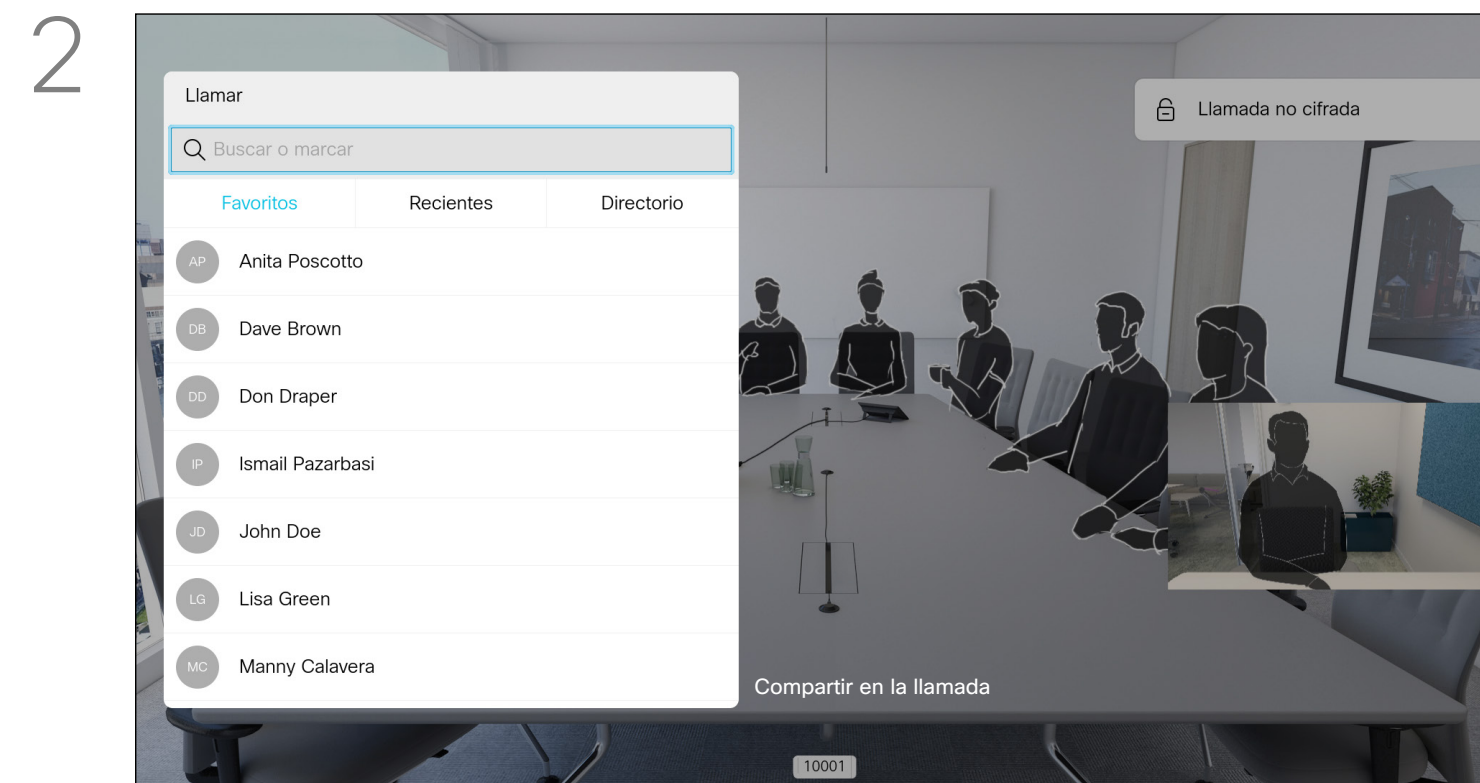 2
Llamar
Llamada no cifrada
Buscar o marcar
Favoritos Recientes Directorio
AP Anita Poscotto
DB Dave Brown
DD Don Draper
IP Ismail Pazarbasi
JD John Doe
LG Lisa Green
MC Manny Calavera
Compartir en la llamada
10001